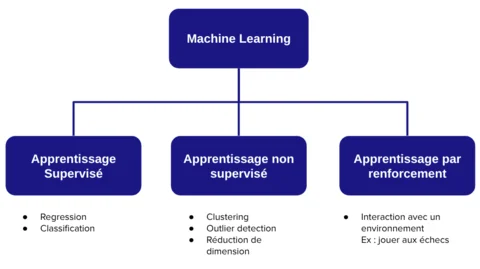 Machine Learning
Apprentissage
Supervisé
Apprentissage non
supervisé
Apprentissage par
renforcement
● Regression
● Classification
● Clustering
● Outlier detection
● Réduction de
dimension
● Interaction avec un
environnement
Ex : jouer aux échecs